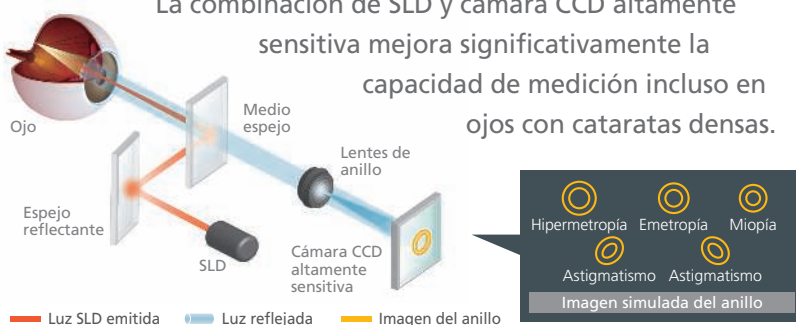 La combinación de SLD y cámara CCD altamente
sensitiva mejora significativamente la
capacidad de medición incluso en
ojos con cataratas densas.
Ojo
Medio
espejo
Lentes de
anillo
Espejo
reflectante
SLD
Cámara CCD
altamente
sensitiva
Hipermetropía Emetropía Miopía
Astigmatismo Astigmatismo
Imagen simulada del anillo
Luz SLD emitida Luz reflejada Imagen del anillo